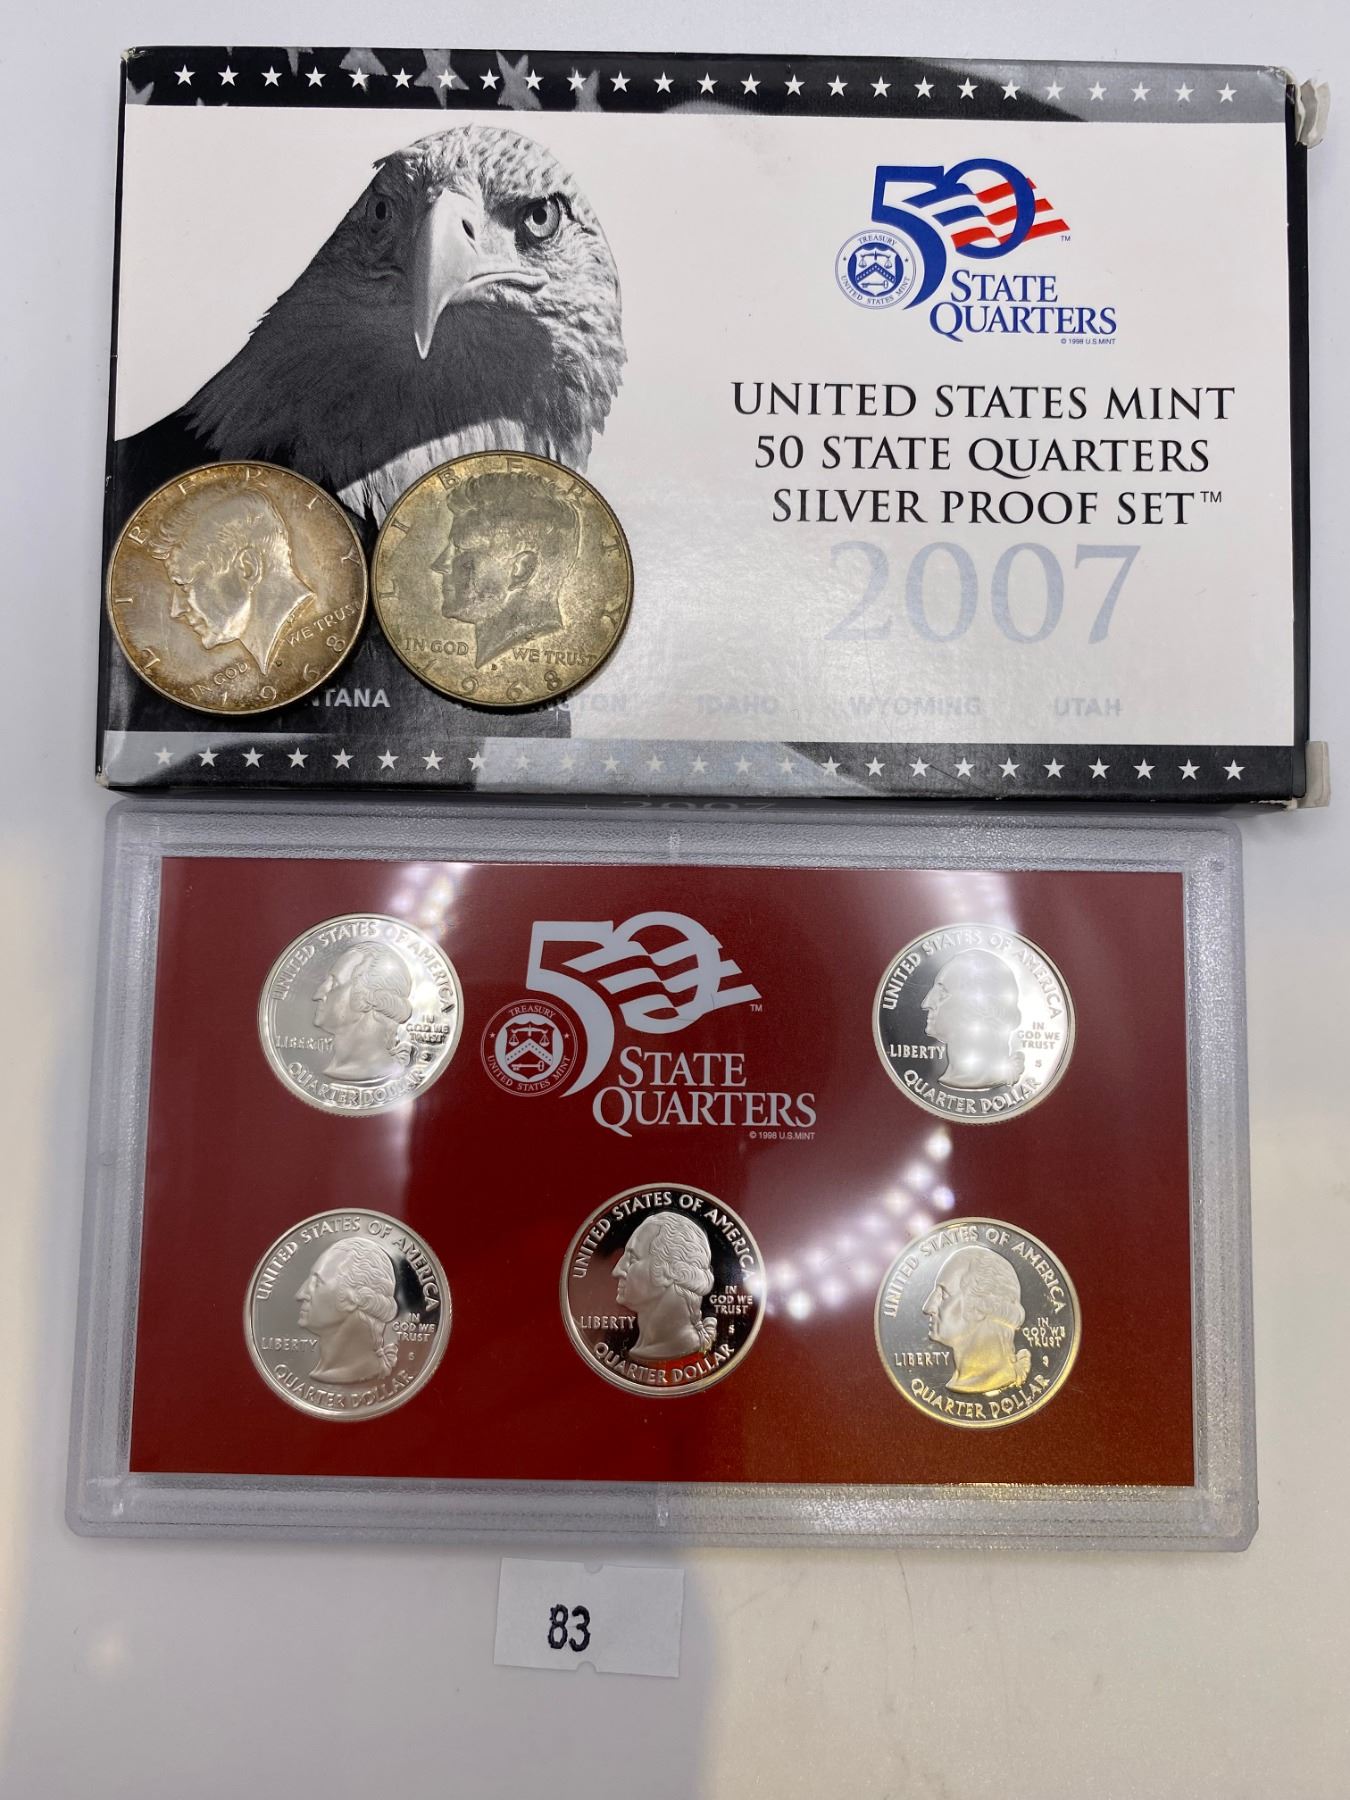 50
TM
TREASURY
UNITED STATES MINT
STATE
QUARTERS
© 1998 U.S. MINT
UNITED STATES MINT
50 STATE QUARTERS
SILVER PROOF SET™
2007
LIBERTY
IN GOD WE TRUST
D
1968
LIBERTY
IN GOD WE TRUST
D
1968
NTANA
GTON
IDAHO
WYOMING
UTAH
2007
UNITED STATES OF AMERICA
LIBERTY
IN
GOD WE
TRUST
S
QUARTER DOLLAR
50
TM
TREASURY
UNITED STATES MINT
STATE
QUARTERS
© 1998 U.S. MINT
UNITED STATES OF AMERICA
LIBERTY
IN
GOD WE
TRUST
S
QUARTER DOLLAR
UNITED STATES OF AMERICA
LIBERTY
IN
GOD WE
TRUST
S
QUARTER DOLLAR
UNITED STATES OF AMERICA
LIBERTY
IN
GOD WE
TRUST
S
QUARTER DOLLAR
UNITED STATES OF AMERICA
LIBERTY
IN
GOD WE
TRUST
S
QUARTER DOLLAR
83